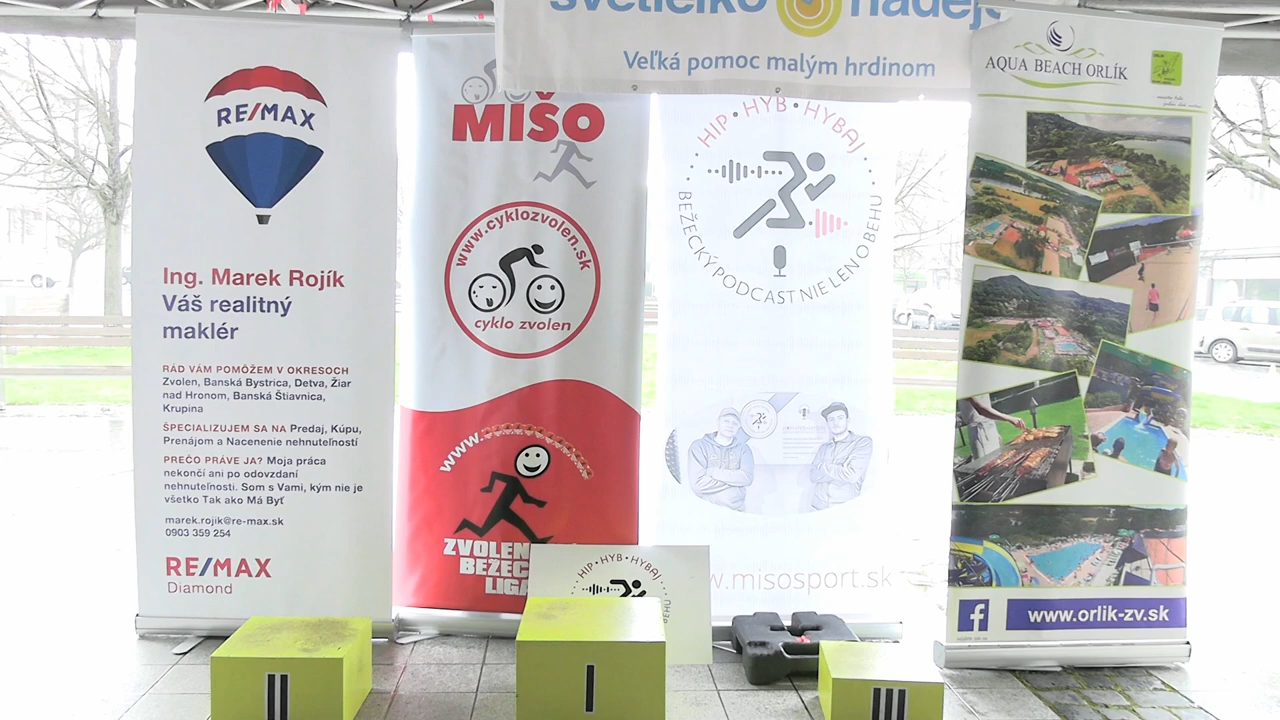 svetielko nádeje
Veľká pomoc malým hrdinom
RE/MAX
Ing. Marek Rojík
Váš realitný
maklér
RÁD VÁM POMÔŽEM V OKRESOCH
Zvolen, Banská Bystrica, Detva, Žiar
nad Hronom, Banská Štiavnica,
Krupina
ŠPECIALIZUJEM SA NA Predaj, Kúpu,
Prenájom a Nacenenie nehnuteľností
PREČO PRÁVE JA? Moja práca
nekončí ani po odovzdaní
nehnuteľnosti. Som s Vami, kým nie je
všetko Tak ako Má Byť
marek.rojik@re-max.sk
0903 359 254
RE/MAX
Diamond
MIŠO
www.cyklozvolen.sk
cyklo zvolen
www.
ZVOLEN
BEŽEC
LIGA
HIP•HYB•HYBAJ
BEŽECKÝ PODCAST NIE LEN O BEHU
w.misosport.sk
HIP•HYB•HYBAJ
BEHU
AQUA BEACH ORLÍK
f www.orlik-zv.sk
II
I
III